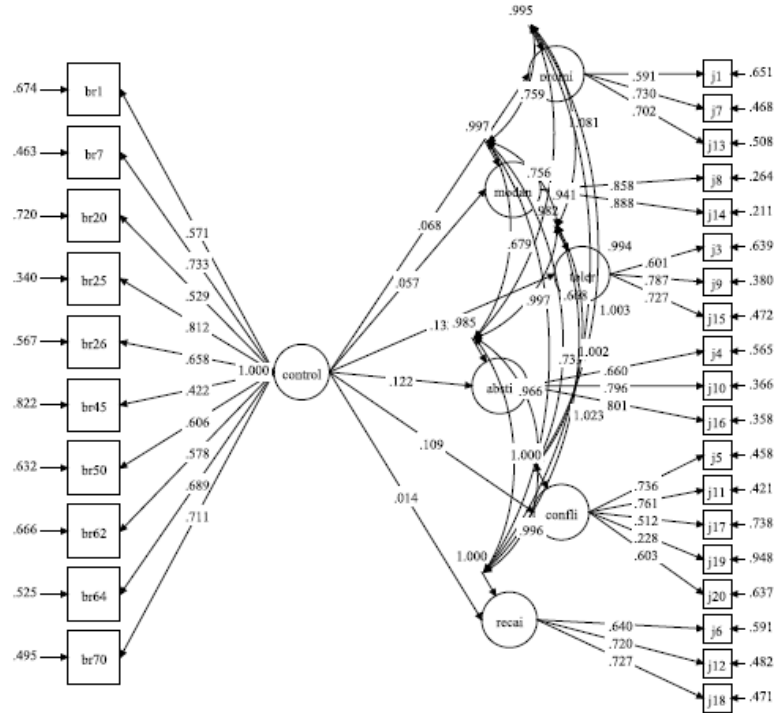 .995
.674 br1
promi
.591 j1 .651
.759 .730 j7 .468
.702
.997 1.081 j13 .508
.463 br7
.756 .858 j8 .264
modan .941 .888 j14 .211
.982
.720 br20 .571 .068 .679 .994 j3 .639
.733 .601
.057 .787 j9 .380
.340 br25 .529 .997 .727
.812 .13 .985 1.003 j15 .472
.567 br26 .658 1.000 control 1.002 j4 .565
.73 .660
.122 absti .966 .796 j10 .366
.822 br45 .422 801
.606 1.023 j16 .358
.109 1.000 j5 .458
.632 br50 .578 .736
.689 .761 j11 .421
.014 confli .512 j17 .738
.666 br62 .711 .996 .228
.603 j19 .948
1.000
.525 br64 j20 .637
recai .640 j6 .591
.495 br70 .720 j12 .482
.727
j18 .471